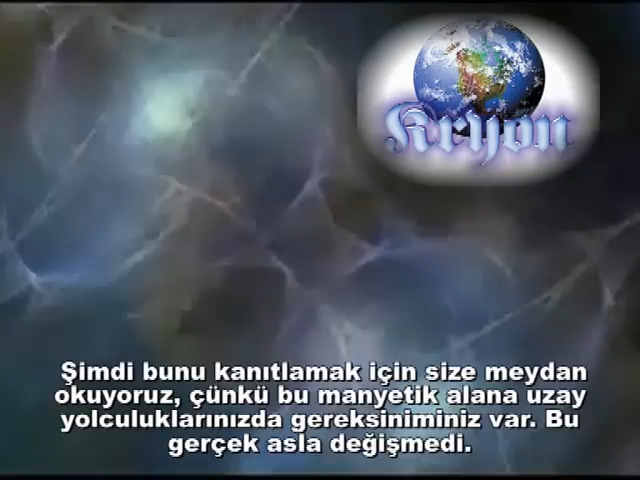 Kryon
Şimdi bunu kanıtlamak için size meydan
okuyoruz, çünkü bu manyetik alana uzay
yolculuklarınızda gereksiniminiz var. Bu
gerçek asla değişmedi.